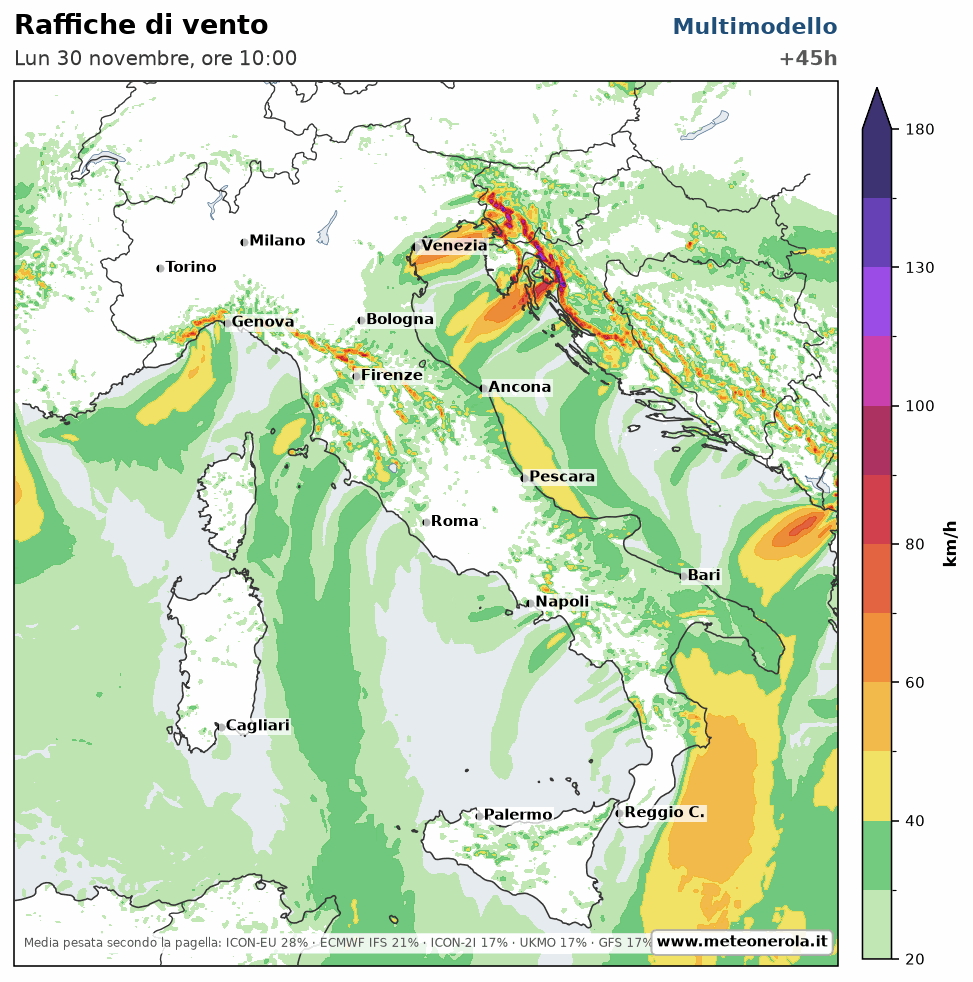 Raffiche di vento
Multimodello
Lun 30 novembre, ore 10:00
+45h
180
130
100
80
60
40
20
km/h
Milano
Venezia
Torino
Genova
Bologna
Firenze
Ancona
Pescara
Roma
Bari
Napoli
Cagliari
Palermo
Reggio C.
Media pesata secondo la pagella: ICON-EU 28% · ECMWF IFS 21% · ICON-2I 17% · UKMO 17% · GFS 17%
www.meteonerola.it